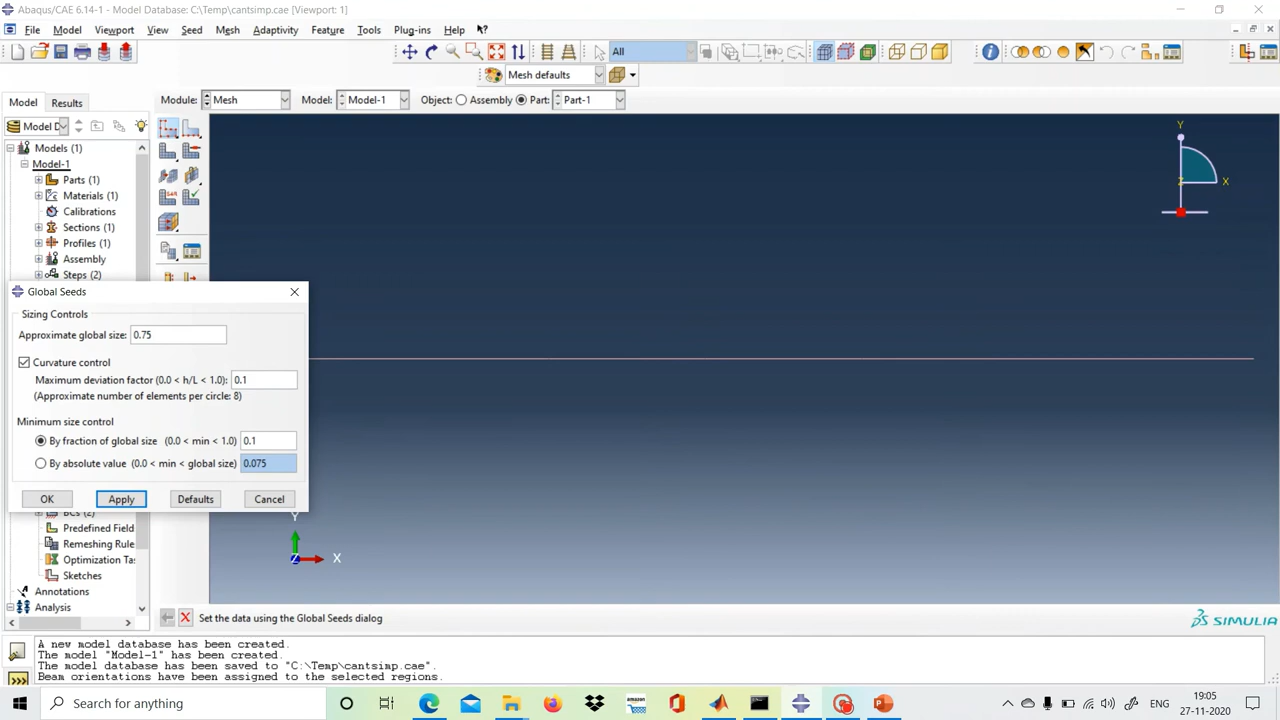 Abaqus/CAE 6.14-1 - Model Database: C:\Temp\cantsimp.cae [Viewport: 1]
File Model Viewport View Seed Mesh Adaptivity Feature Tools Plug-ins Help
All
Mesh defaults
Model Results
Module: Mesh Model: Model-1 Object: Assembly Part: Part-1
Model D
Models (1)
Model-1
Parts (1)
Materials (1)
Calibrations
Sections (1)
Profiles (1)
Assembly
Steps (2)
Y
Z X
Global Seeds
Sizing Controls
Approximate global size: 0.75
Curvature control
Maximum deviation factor (0.0 < h/L < 1.0): 0.1
(Approximate number of elements per circle: 8)
Minimum size control
By fraction of global size (0.0 < min < 1.0) 0.1
By absolute value (0.0 < min < global size) 0.075
OK Apply Defaults Cancel
BCs (2)
Predefined Field
Remeshing Rule
Optimization Tas
Sketches
Annotations
Analysis
Y
Z X
Set the data using the Global Seeds dialog
SIMULIA
A new model database has been created.
The model "Model-1" has been created.
The model database has been saved to "C:\Temp\cantsimp.cae".
Beam orientations have been assigned to the selected regions.
Search for anything
amazon
ENG
19:05
27-11-2020